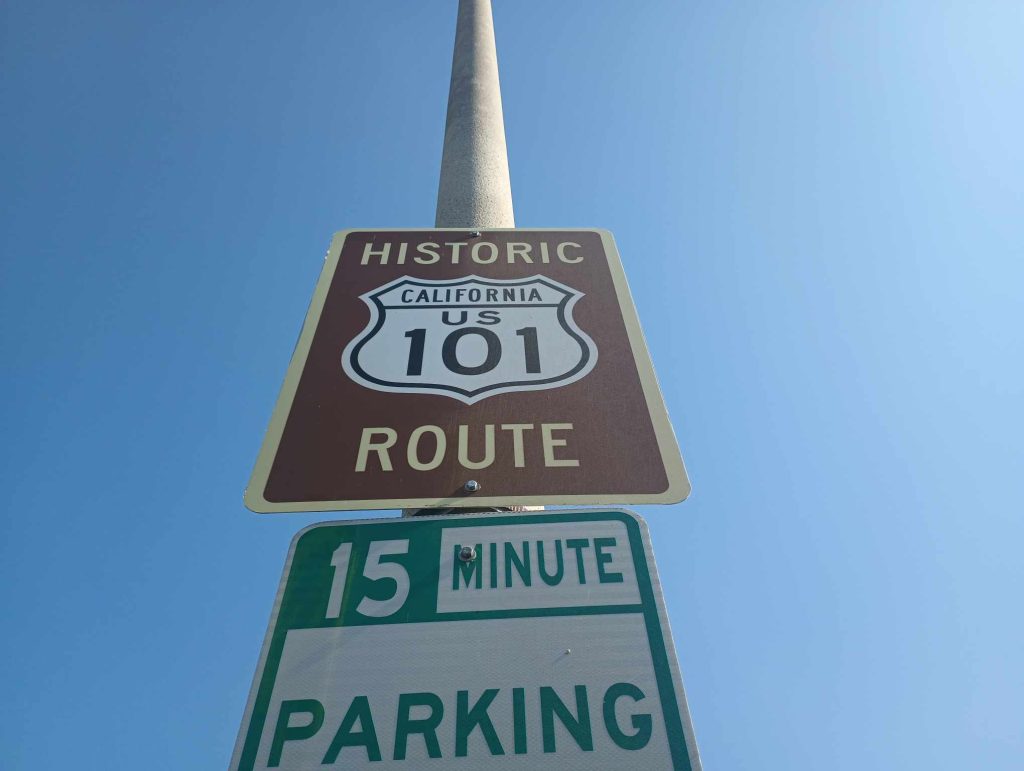 HISTORIC
CALIFORNIA
US
101
ROUTE
15 MINUTE
PARKING